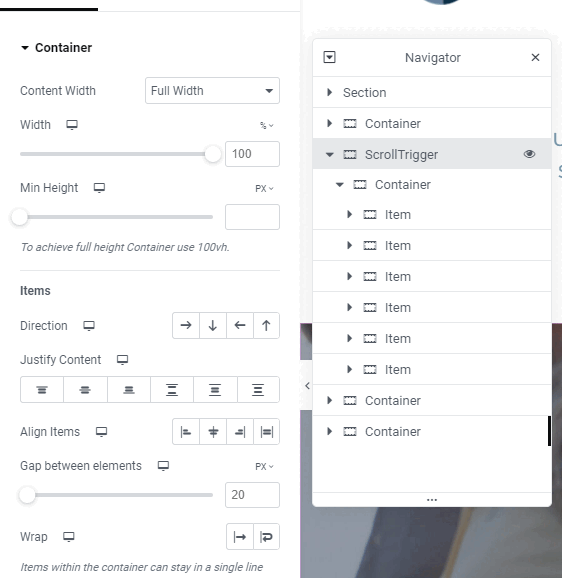 Container
Content Width
Full Width
Width
%
100
Min Height
PX
To achieve full height Container use 100vh.
Items
Direction
Justify Content
Align Items
Gap between elements
PX
20
Wrap
Items within the container can stay in a single line
Navigator
Section
Container
ScrollTrigger
Container
Item
Item
Item
Item
Item
Item
Container
Container